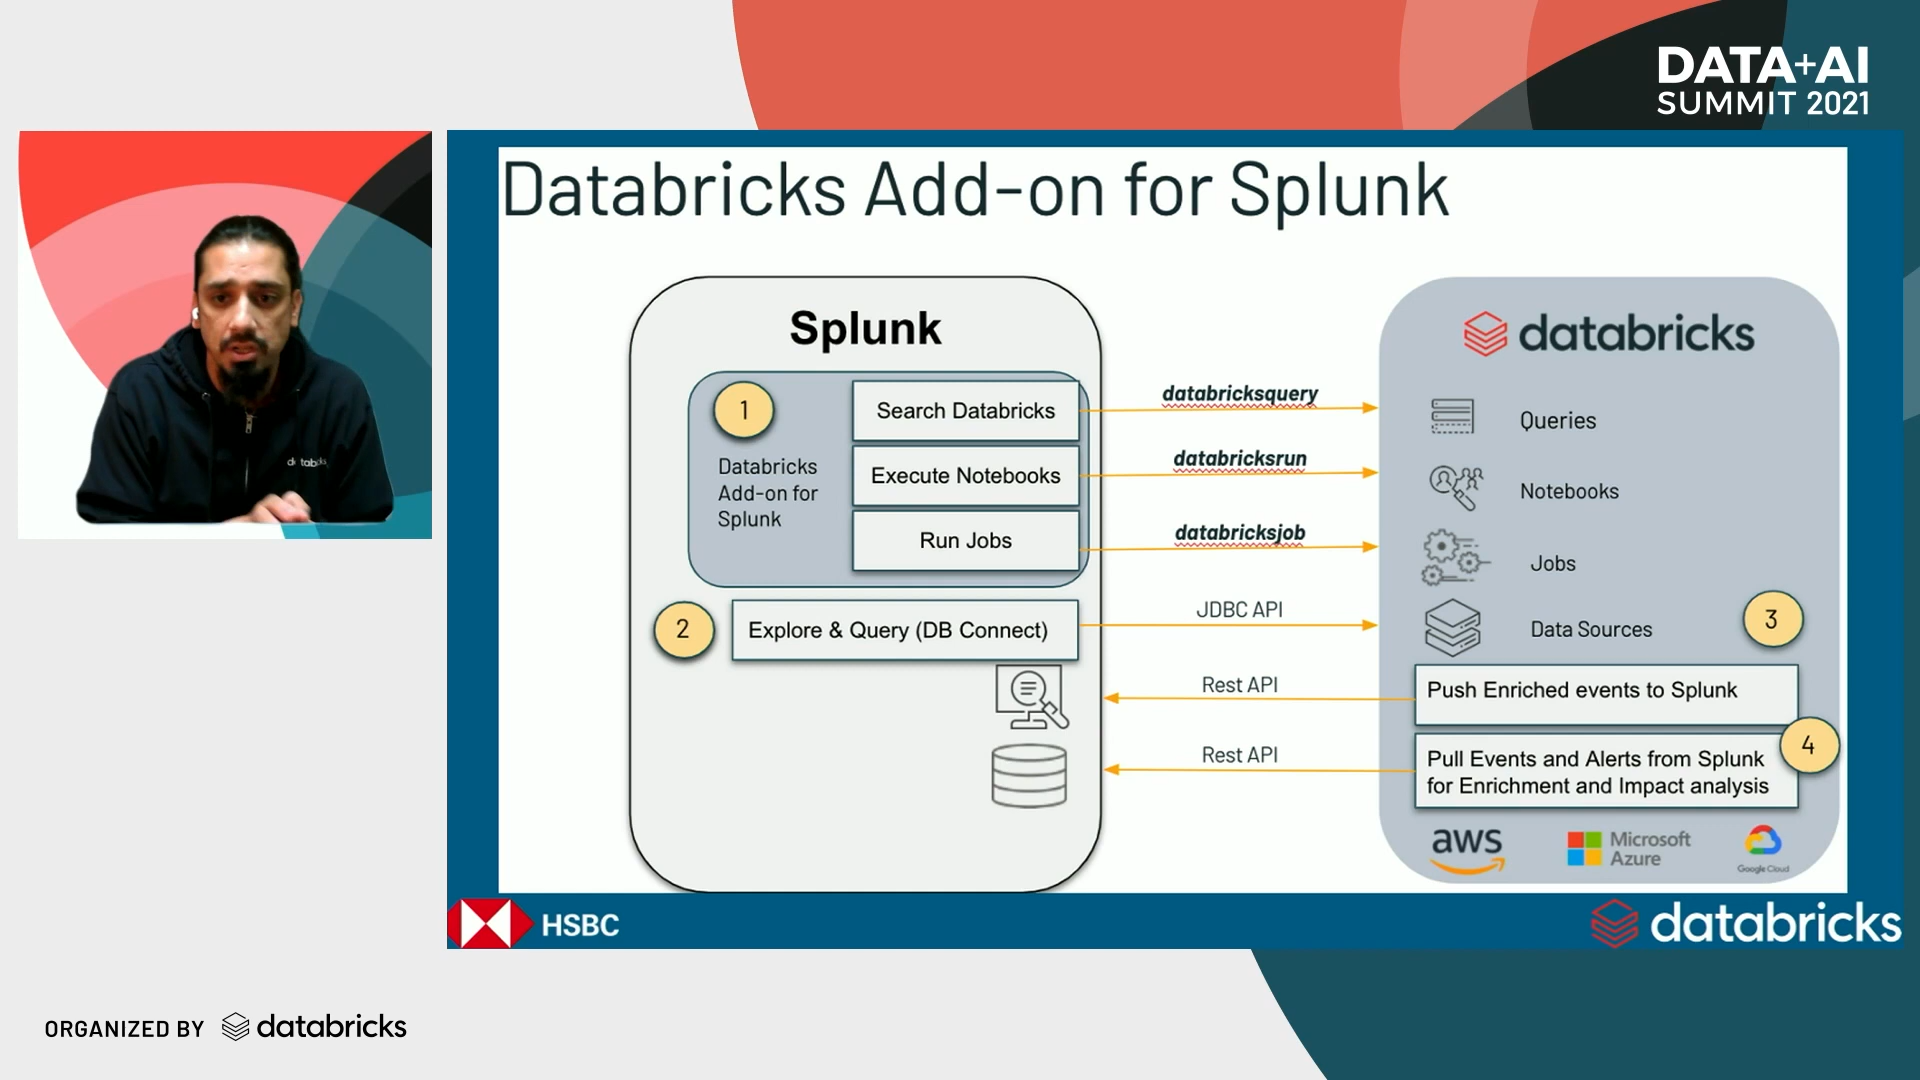 DATA+AI
SUMMIT 2021
Databricks Add-on for Splunk
Splunk
1
Databricks
Add-on for
Splunk
Search Databricks
Execute Notebooks
Run Jobs
2
Explore & Query (DB Connect)
databricksquery
databricksrun
databricksjob
JDBC API
Rest API
Rest API
databricks
Queries
Notebooks
Jobs
Data Sources
3
Push Enriched events to Splunk
4
Pull Events and Alerts from Splunk
for Enrichment and Impact analysis
aws
Microsoft
Azure
Google Cloud
HSBC
databricks
ORGANIZED BY databricks